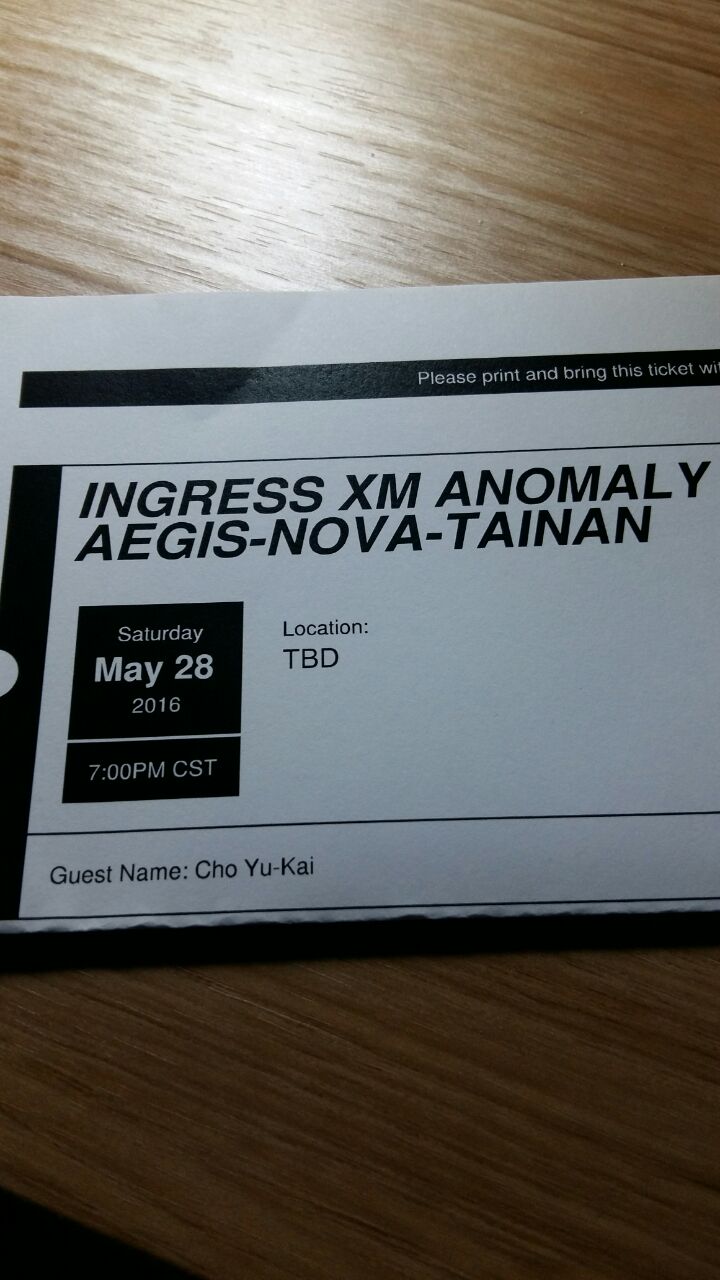 Please print and bring this ticket
INGRESS XM ANOMALY
AEGIS-NOVA-TAINAN
Saturday
May 28
2016
7:00PM CST
Location:
TBD
Guest Name: Cho Yu-Kai